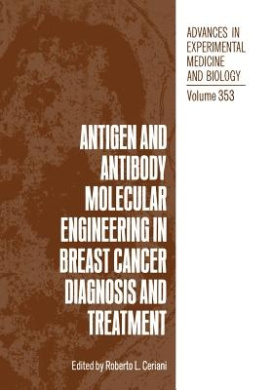 ADVANCES IN
EXPERIMENTAL
MEDICINE
AND BIOLOGY
Volume 353
ANTIGEN AND
ANTIBODY
MOLECULAR
ENGINEERING IN
BREAST CANCER
DIAGNOSIS AND
TREATMENT
Edited by Roberto L. Ceriani